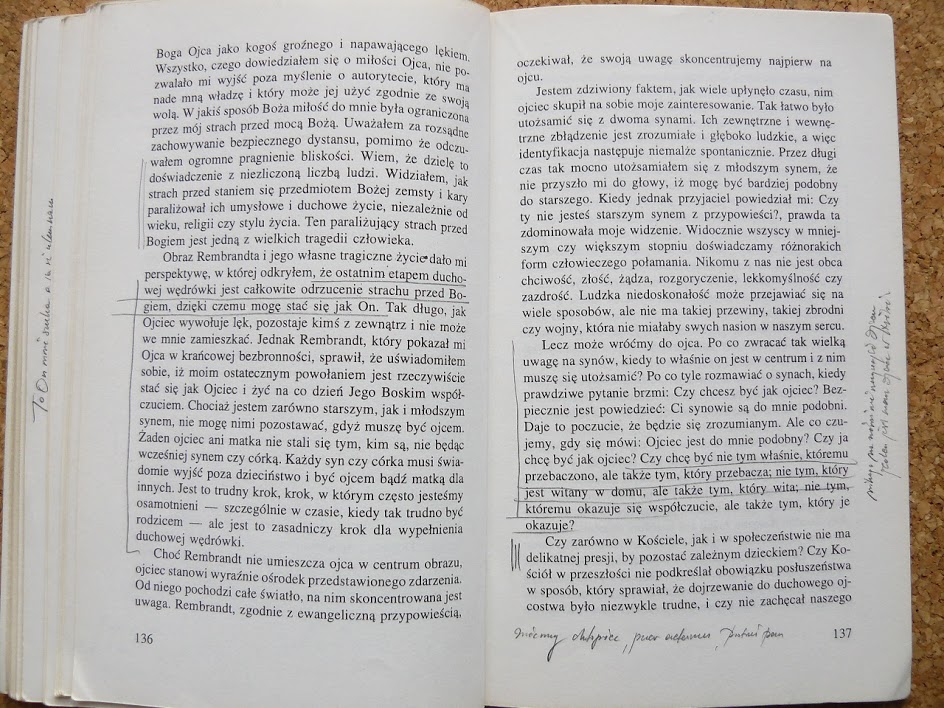 Boga Ojca jako kogoś groźnego i napawającego lękiem.
Wszystko, czego dowiedziałem się o miłości Ojca, nie po-
zwalało mi wyjść poza myślenie o autorytecie, który ma
nade mną władzę i który może jej użyć zgodnie ze swoją
wolą. W jakiś sposób Boża miłość do mnie była ograniczona
przez mój strach przed mocą Bożą. Uważałem za rozsądne
zachowywanie bezpiecznego dystansu, pomimo że odczu-
wałem ogromne pragnienie bliskości. Wiem, że dzielę to
doświadczenie z niezliczoną liczbą ludzi. Widziałem, jak
strach przed staniem się przedmiotem Bożej zemsty i kary
paraliżował ich umysłowe i duchowe życie, niezależnie od
wieku, religii czy stylu życia. Ten paraliżujący strach przed
Bogiem jest jedną z wielkich tragedii człowieka.
Obraz Rembrandta i jego własne tragiczne życie dało mi
perspektywę, w której odkryłem, że ostatnim etapem ducho-
wej wędrówki jest całkowite odrzucenie strachu przed Bo-
giem, dzięki czemu mogę stać się jak On. Tak długo, jak
Ojciec wywołuje lęk, pozostaje kimś z zewnątrz i nie może
we mnie zamieszkać. Jednak Rembrandt, który pokazał mi
Ojca w krańcowej bezbronności, sprawił, że uświadomiłem
sobie, iż moim ostatecznym powołaniem jest rzeczywiście
stać się jak Ojciec i żyć na co dzień Jego Boskim współ-
czuciem. Chociaż jestem zarówno starszym, jak i młodszym
synem, nie mogę nimi pozostawać, gdyż muszę być ojcem.
Żaden ojciec ani matka nie stali się tym, kim są, nie będąc
wcześniej synem czy córką. Każdy syn czy córka musi świa-
domie wyjść poza dzieciństwo i być ojcem bądź matką dla
innych. Jest to trudny krok, krok, w którym często jesteśmy
osamotnieni — szczególnie w czasie, kiedy tak trudno być
rodzicem — ale jest to zasadniczy krok dla wypełnienia
duchowej wędrówki.
Choć Rembrandt nie umieszcza ojca w centrum obrazu,
ojciec stanowi wyraźnie ośrodek przedstawionego zdarzenia.
Od niego pochodzi całe światło, na nim skoncentrowana jest
uwaga. Rembrandt, zgodnie z ewangeliczną przypowieścią,
136
To On mnie szuka a ja
oczekiwał, że swoją uwagę skoncentrujemy najpierw na
ojcu.
Jestem zdziwiony faktem, jak wiele upłynęło czasu, nim
ojciec skupił na sobie moje zainteresowanie. Tak łatwo było
utożsamić się z dwoma synami. Ich zewnętrzne i wewnę-
trzne zbłądzenie jest zrozumiałe i głęboko ludzkie, a więc
identyfikacja następuje niemalże spontanicznie. Przez długi
czas tak mocno utożsamiałem się z młodszym synem, że
nie przyszło mi do głowy, iż mogę być bardziej podobny
do starszego. Kiedy jednak przyjaciel powiedział mi: Czy
ty nie jesteś starszym synem z przypowieści?, prawda ta
zdominowała moje widzenie. Widocznie wszyscy w mniej-
szym czy większym stopniu doświadczamy różnorakich
form człowieczego połamania. Nikomu z nas nie jest obca
chciwość, złość, żądza, rozgoryczenie, lekkomyślność czy
zazdrość. Ludzka niedoskonałość może przejawiać się na
wiele sposobów, ale nie ma takiej przewiny, takiej zbrodni
czy wojny, która nie miałaby swych nasion w naszym sercu.
Lecz może wróćmy do ojca. Po co zwracać tak wielką
uwagę na synów, kiedy to właśnie on jest w centrum i z nim
muszę się utożsamić? Po co tyle rozmawiać o synach, kiedy
prawdziwe pytanie brzmi: Czy chcesz być jak ojciec? Bez-
piecznie jest powiedzieć: Ci synowie są do mnie podobni.
Daje to poczucie, że będzie się zrozumianym. Ale co czu-
jemy, gdy się mówi: Ojciec jest do mnie podobny? Czy ja
chcę być jak ojciec? Czy chcę być nie tym właśnie, któremu
przebaczono, ale także tym, który przebacza; nie tym, który
jest witany w domu, ale także tym, który wita; nie tym,
któremu okazuje się współczucie, ale także tym, który je
okazuje?
Czy zarówno w Kościele, jak i w społeczeństwie nie ma
delikatnej presji, by pozostać zależnym dzieckiem? Czy Ko-
ściół w przeszłości nie podkreślał obowiązku posłuszeństwa
w sposób, który sprawiał, że dojrzewanie do duchowego oj-
costwa było niezwykle trudne, i czy nie zachęcał naszego
137